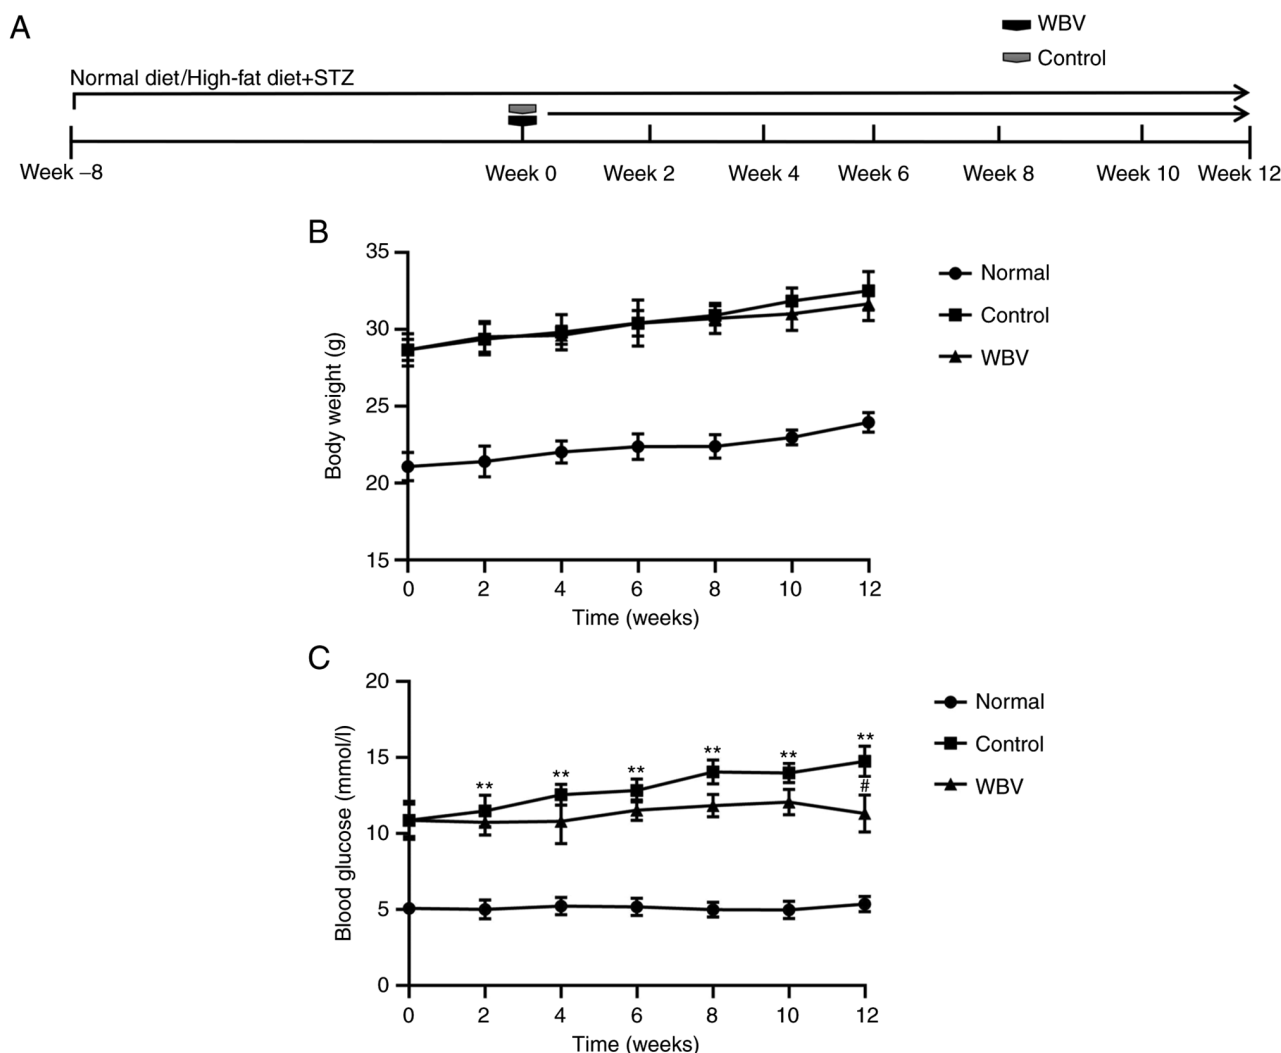 A
WBV
Control
Normal diet/High-fat diet+STZ
Week –8 Week 0 Week 2 Week 4 Week 6 Week 8 Week 10 Week 12
B
35
30
25
20
15
Body weight (g)
0 2 4 6 8 10 12
Time (weeks)
Normal
Control
WBV
C
20
15
10
5
0
Blood glucose (mmol/l)
** ** ** ** ** **
#
0 2 4 6 8 10 12
Time (weeks)
Normal
Control
WBV